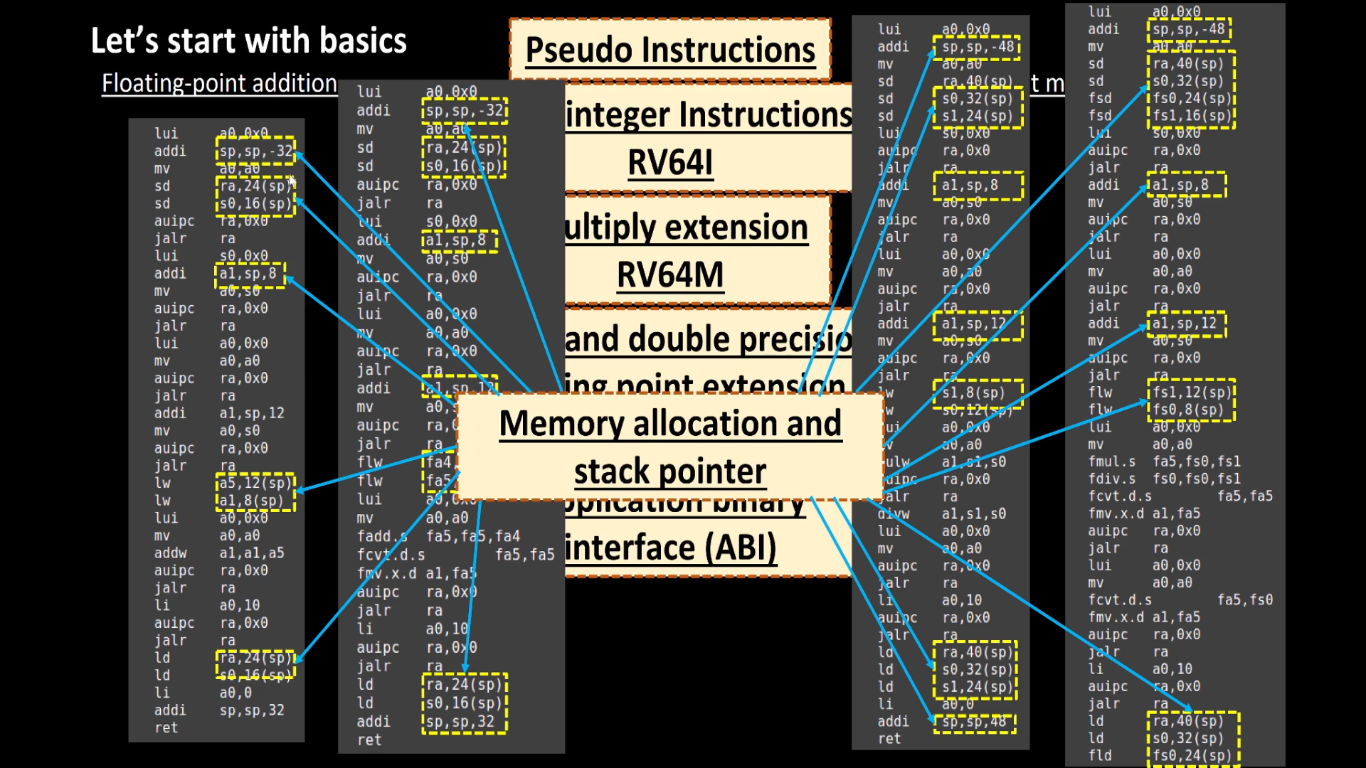 Let's start with basics
Floating-point addition
t m
Pseudo Instructions
integer Instructions
RV64I
ultiply extension
RV64M
and double precisio
ing point extension
Memory allocation and
stack pointer
pplication binary
interface (ABI)
lui a0,0x0
addi sp,sp,-32
mv a0,a0
sd ra,24(sp)
sd s0,16(sp)
auipc ra,0x0
jalr ra
lui s0,0x0
addi a1,sp,8
mv a0,s0
auipc ra,0x0
jalr ra
lui a0,0x0
mv a0,a0
auipc ra,0x0
jalr ra
addi a1,sp,12
mv a0,s0
auipc ra,0x0
jalr ra
lw a5,12(sp)
lw a1,8(sp)
lui a0,0x0
mv a0,a0
addw a1,a1,a5
auipc ra,0x0
jalr ra
li a0,10
auipc ra,0x0
jalr ra
ld ra,24(sp)
ld s0,16(sp)
li a0,0
addi sp,sp,32
ret
lui a0,0x0
addi sp,sp,-32
mv a0,a0
sd ra,24(sp)
sd s0,16(sp)
auipc ra,0x0
jalr ra
lui s0,0x0
addi a1,sp,8
mv a0,s0
auipc ra,0x0
jalr ra
lui a0,0x0
mv a0,a0
auipc ra,0x0
jalr ra
addi a1,sp,12
mv a0,
auipc ra,0
jalr ra
flw fa4,
flw fa5
lui a0,0x0
mv a0,a0
fadd.s fa5,fa5,fa4
fcvt.d.s fa5,fa5
fmv.x.d a1,fa5
auipc ra,0x0
jalr ra
li a0,10
auipc ra,0x0
jalr ra
ld ra,24(sp)
ld s0,16(sp)
addi sp,sp,32
ret
lui a0,0x0
addi sp,sp,-48
mv a0,a0
sd ra,40(sp)
sd s0,32(sp)
sd s1,24(sp)
lui s0,0x0
auipc ra,0x0
jalr ra
addi a1,sp,8
mv a0,s0
auipc ra,0x0
jalr ra
lui a0,0x0
mv a0,a0
auipc ra,0x0
jalr ra
addi a1,sp,12
mv a0,s0
auipc ra,0x0
jalr ra
lw s1,8(sp)
w s0,12(sp)
ui a0,0x0
v a0,a0
ulw a1,s1,s0
uipc ra,0x0
alr ra
divw a1,s1,s0
lui a0,0x0
mv a0,a0
auipc ra,0x0
jalr ra
li a0,10
auipc ra,0x0
jalr ra
ld ra,40(sp)
ld s0,32(sp)
ld s1,24(sp)
li a0,0
addi sp,sp,48
ret
lui a0,0x0
addi sp,sp,-48
mv a0,a0
sd ra,40(sp)
sd s0,32(sp)
fsd fs0,24(sp)
fsd fs1,16(sp)
lui s0,0x0
auipc ra,0x0
jalr ra
addi a1,sp,8
mv a0,s0
auipc ra,0x0
jalr ra
lui a0,0x0
mv a0,a0
auipc ra,0x0
jalr ra
addi a1,sp,12
mv a0,s0
auipc ra,0x0
jalr ra
flw fs1,12(sp)
flw fs0,8(sp)
lui a0,0x0
mv a0,a0
fmul.s fa5,fs0,fs1
fdiv.s fs0,fs0,fs1
fcvt.d.s fa5,fa5
fmv.x.d a1,fa5
auipc ra,0x0
jalr ra
lui a0,0x0
mv a0,a0
fcvt.d.s fa5,fs0
fmv.x.d a1,fa5
auipc ra,0x0
jalr ra
li a0,10
auipc ra,0x0
jalr ra
ld ra,40(sp)
ld s0,32(sp)
fld fs0,24(sp)